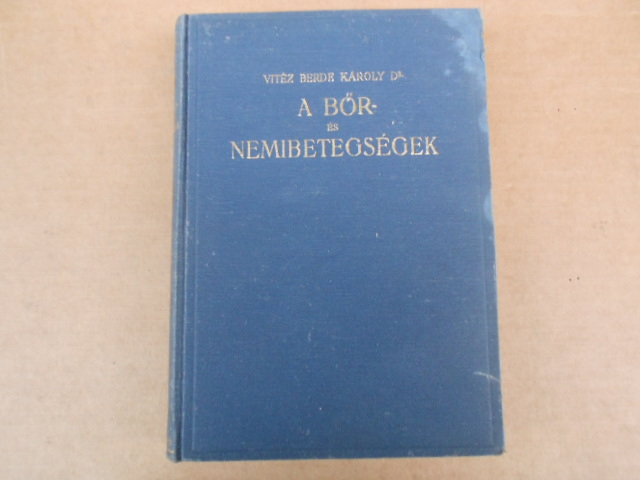 VITÉZ BERDE KÁROLY Dr.
A BŐR-
ÉS
NEMIBETEGSÉGEK